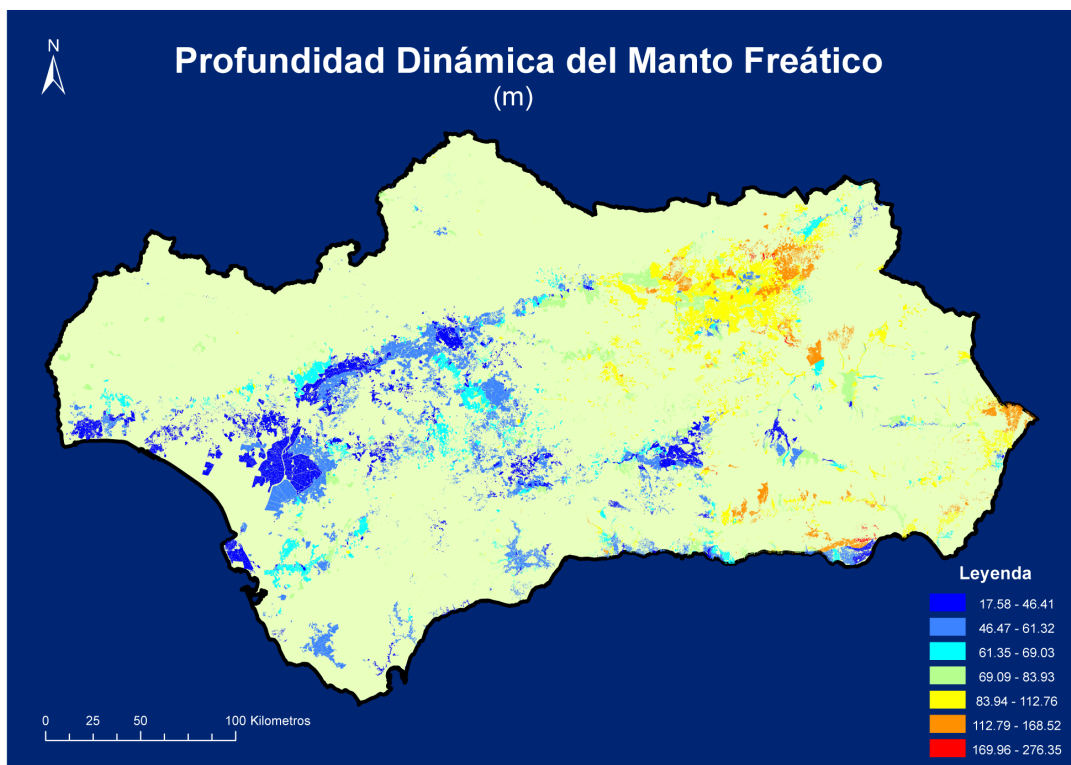 N
Profundidad Dinámica del Manto Freático
(m)
Leyenda
17.58 - 46.41
46.47 - 61.32
61.35 - 69.03
69.09 - 83.93
83.94 - 112.76
112.79 - 168.52
169.96 - 276.35
0 25 50 100 Kilometros